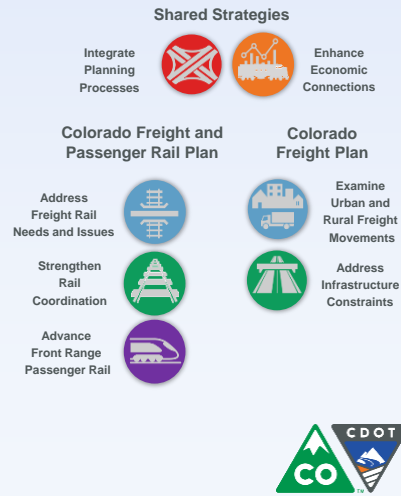 Shared Strategies
Integrate
Planning
Processes
Enhance
Economic
Connections
Colorado Freight and
Passenger Rail Plan
Address
Freight Rail
Needs and Issues
Strengthen
Rail
Coordination
Advance
Front Range
Passenger Rail
Colorado
Freight Plan
Examine
Urban and
Rural Freight
Movements
Address
Infrastructure
Constraints
CO
TM
CDOT